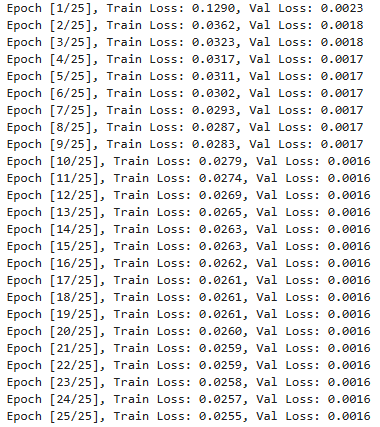 Epoch [1/25], Train Loss: 0.1290, Val Loss: 0.0023
Epoch [2/25], Train Loss: 0.0362, Val Loss: 0.0018
Epoch [3/25], Train Loss: 0.0323, Val Loss: 0.0018
Epoch [4/25], Train Loss: 0.0317, Val Loss: 0.0017
Epoch [5/25], Train Loss: 0.0311, Val Loss: 0.0017
Epoch [6/25], Train Loss: 0.0302, Val Loss: 0.0017
Epoch [7/25], Train Loss: 0.0293, Val Loss: 0.0017
Epoch [8/25], Train Loss: 0.0287, Val Loss: 0.0017
Epoch [9/25], Train Loss: 0.0283, Val Loss: 0.0017
Epoch [10/25], Train Loss: 0.0279, Val Loss: 0.0016
Epoch [11/25], Train Loss: 0.0274, Val Loss: 0.0016
Epoch [12/25], Train Loss: 0.0269, Val Loss: 0.0016
Epoch [13/25], Train Loss: 0.0265, Val Loss: 0.0016
Epoch [14/25], Train Loss: 0.0263, Val Loss: 0.0016
Epoch [15/25], Train Loss: 0.0263, Val Loss: 0.0016
Epoch [16/25], Train Loss: 0.0262, Val Loss: 0.0016
Epoch [17/25], Train Loss: 0.0261, Val Loss: 0.0016
Epoch [18/25], Train Loss: 0.0261, Val Loss: 0.0016
Epoch [19/25], Train Loss: 0.0261, Val Loss: 0.0016
Epoch [20/25], Train Loss: 0.0260, Val Loss: 0.0016
Epoch [21/25], Train Loss: 0.0259, Val Loss: 0.0016
Epoch [22/25], Train Loss: 0.0259, Val Loss: 0.0016
Epoch [23/25], Train Loss: 0.0258, Val Loss: 0.0016
Epoch [24/25], Train Loss: 0.0257, Val Loss: 0.0016
Epoch [25/25], Train Loss: 0.0255, Val Loss: 0.0016